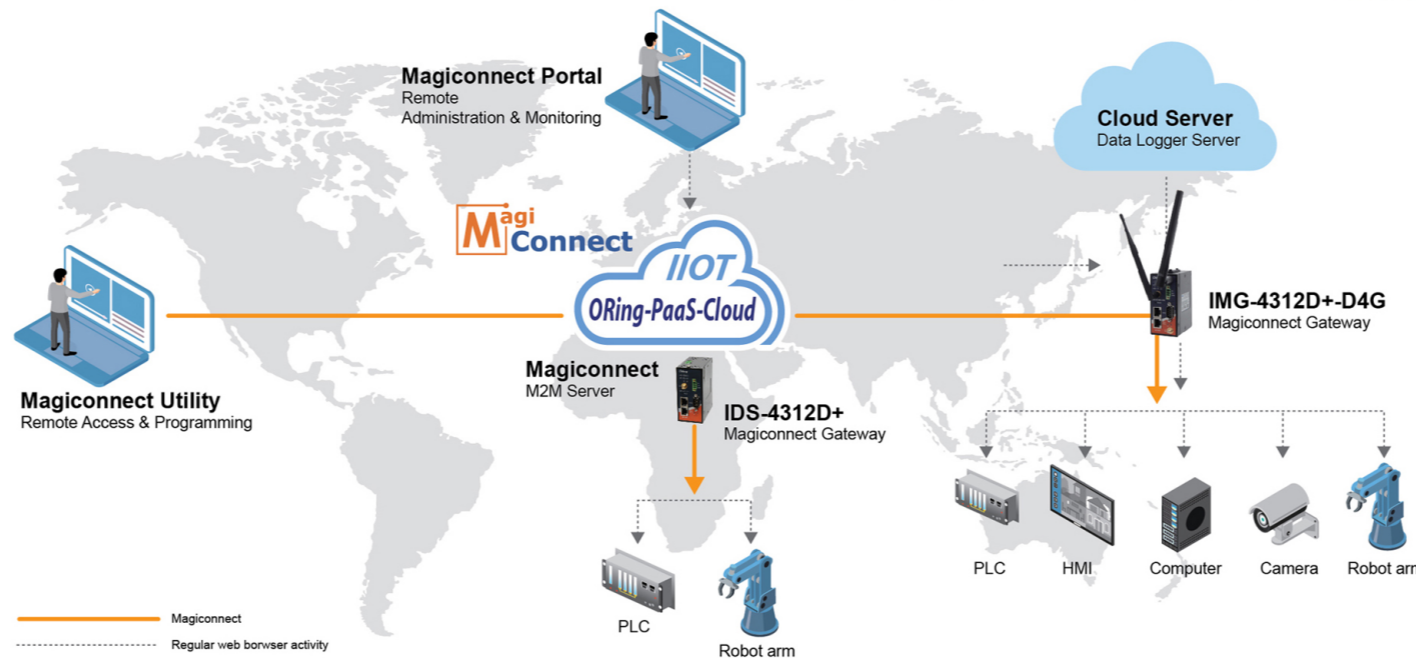 Magiconnect Portal
Remote
Administration & Monitoring
Cloud Server
Data Logger Server
Magi
Connect
IIOT
ORing-PaaS-Cloud
IMG-4312D+-D4G
Magiconnect Gateway
Magiconnect Utility
Remote Access & Programming
Magiconnect
M2M Server
IDS-4312D+
Magiconnect Gateway
PLC
HMI
Computer
Camera
Robot arm
PLC
Robot arm
Magiconnect
Regular web borwser activity